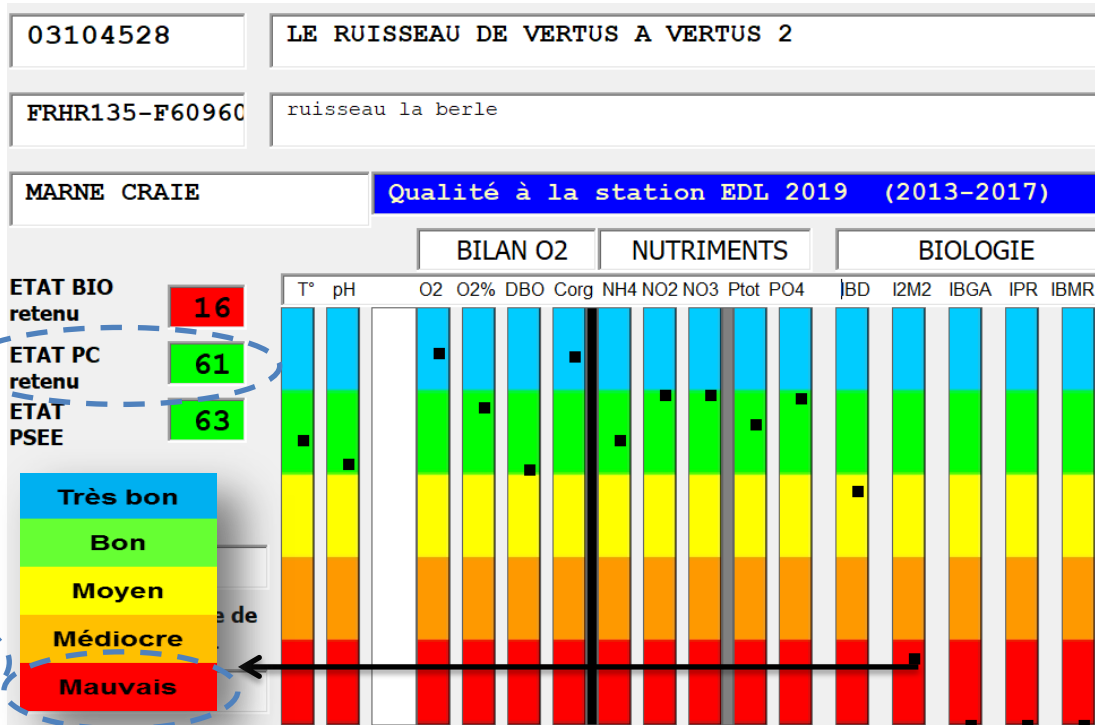 03104528 LE RUISSEAU DE VERTUS A VERTUS 2
FRHR135-F60960 ruisseau la berle
MARNE CRAIE Qualité à la station EDL 2019 (2013-2017)
BILAN O2 NUTRIMENTS BIOLOGIE
T° pH O2 O2% DBO Corg NH4 NO2 NO3 Ptot PO4 IBD I2M2 IBGA IPR IBMR
ETAT BIO
retenu 16
ETAT PC
retenu 61
ETAT
PSEE 63
Très bon
Bon
Moyen
e de
Médiocre
Mauvais